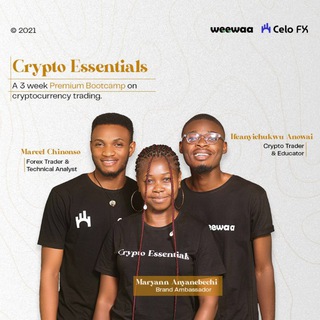 © 2021
weewaa
Celo FX
Crypto Essentials
A 3 week Premium Bootcamp on
cryptocurrency trading.
Marcel Chinonso
Forex Trader &
Technical Analyst
Ifeanyichukwu Anowai
Crypto Trader
& Educator
weewaa
Crypto Essentials
Maryann Anyanebechi
Brand Ambassador